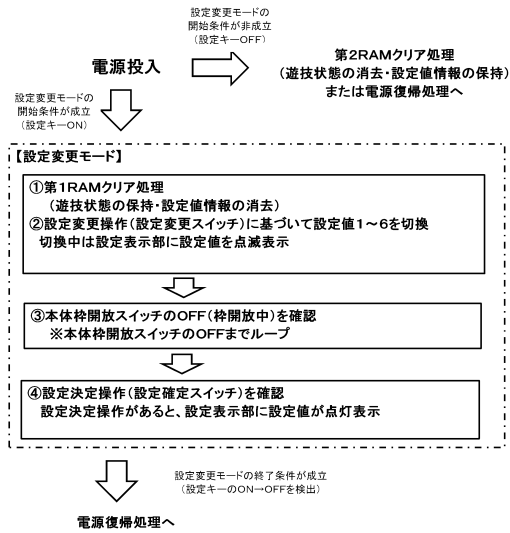 設定変更モードの
開始条件が非成立
(設定キーOFF)
電源投入
第2RAMクリア処理
(遊技状態の消去・設定値情報の保持)
または電源復帰処理へ
設定変更モードの
開始条件が成立
(設定キーON)
【設定変更モード】
①第1RAMクリア処理
(遊技状態の保持・設定値情報の消去)
②設定変更操作(設定変更スイッチ)に基づいて設定値1～6を切換
切換中は設定表示部に設定値を点滅表示
③本体枠開放スイッチのOFF(枠開放中)を確認
※本体枠開放スイッチのOFFまでループ
④設定決定操作(設定確定スイッチ)を確認
設定決定操作があると、設定表示部に設定値が点灯表示
設定変更モードの終了条件が成立
(設定キーのON→OFFを検出)
電源復帰処理へ